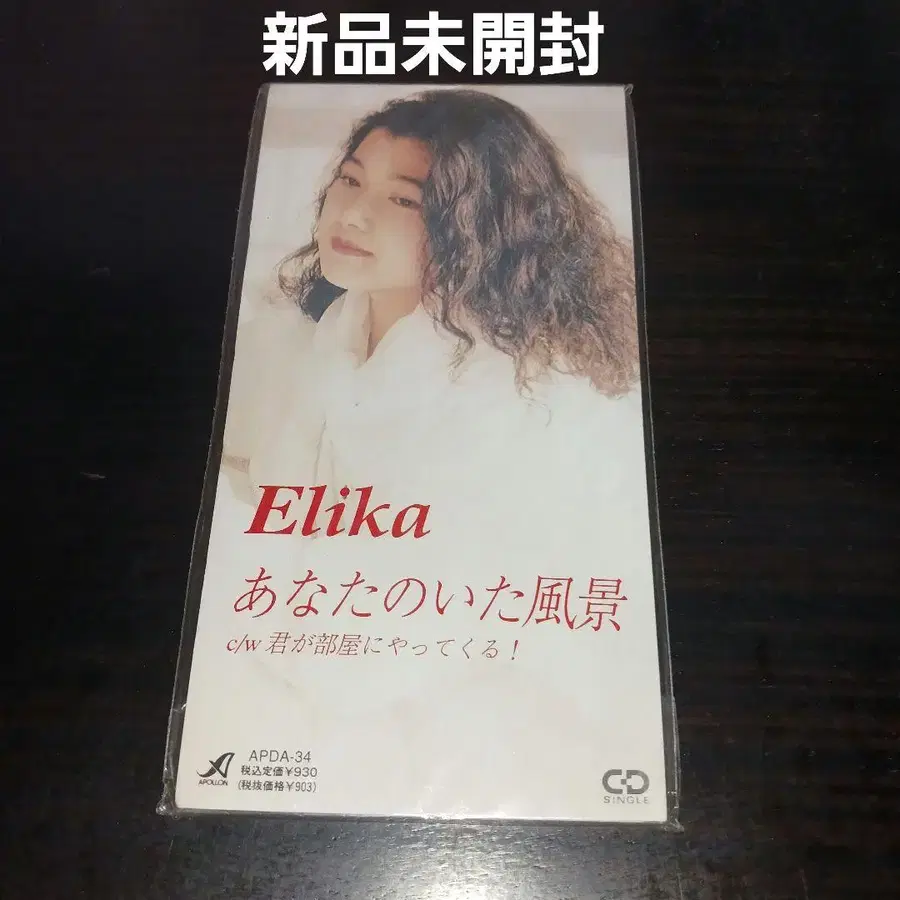 新品未開封
Elika
あなたのいた風景
c/w 君が部屋にやってくる!
APOLLON
APDA-34
税込定価¥930
(税抜価格¥903)
CD
SINGLE